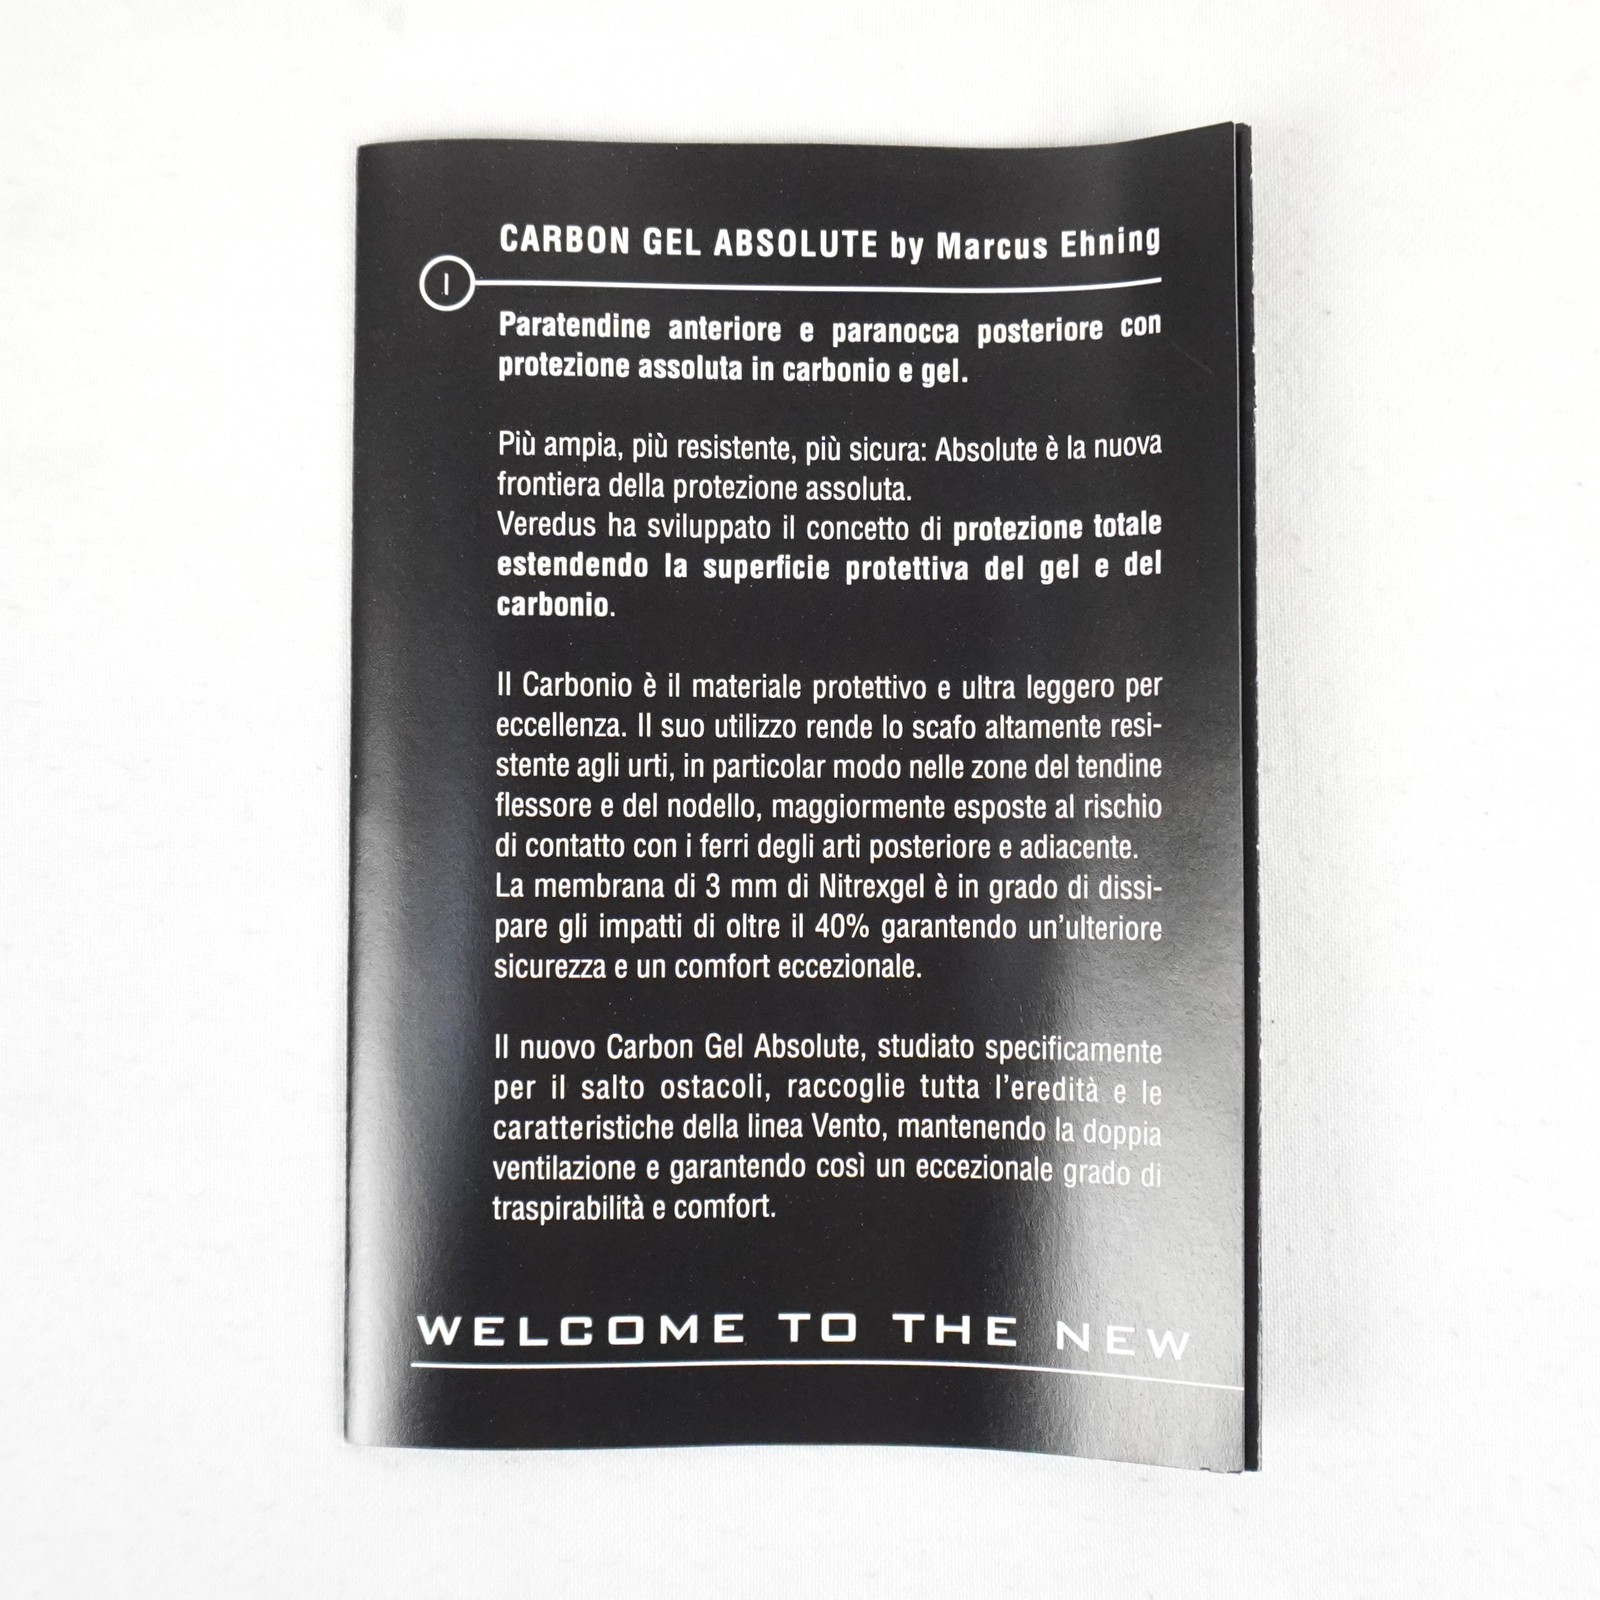 CARBON GEL ABSOLUTE by Marcus Ehning
I
Paratendine anteriore e paranocca posteriore con
protezione assoluta in carbonio e gel.
Più ampia, più resistente, più sicura: Absolute è la nuova
frontiera della protezione assoluta.
Veredus ha sviluppato il concetto di protezione totale
estendendo la superficie protettiva del gel e del
carbonio.
Il Carbonio è il materiale protettivo e ultra leggero per
eccellenza. Il suo utilizzo rende lo scafo altamente resi-
stente agli urti, in particolar modo nelle zone del tendine
flessore e del nodello, maggiormente esposte al rischio
di contatto con i ferri degli arti posteriore e adiacente.
La membrana di 3 mm di Nitrexgel è in grado di dissi-
pare gli impatti di oltre il 40% garantendo un'ulteriore
sicurezza e un comfort eccezionale.
Il nuovo Carbon Gel Absolute, studiato specificamente
per il salto ostacoli, raccoglie tutta l'eredità e le
caratteristiche della linea Vento, mantenendo la doppia
ventilazione e garantendo così un eccezionale grado di
traspirabilità e comfort.
WELCOME TO THE NEW